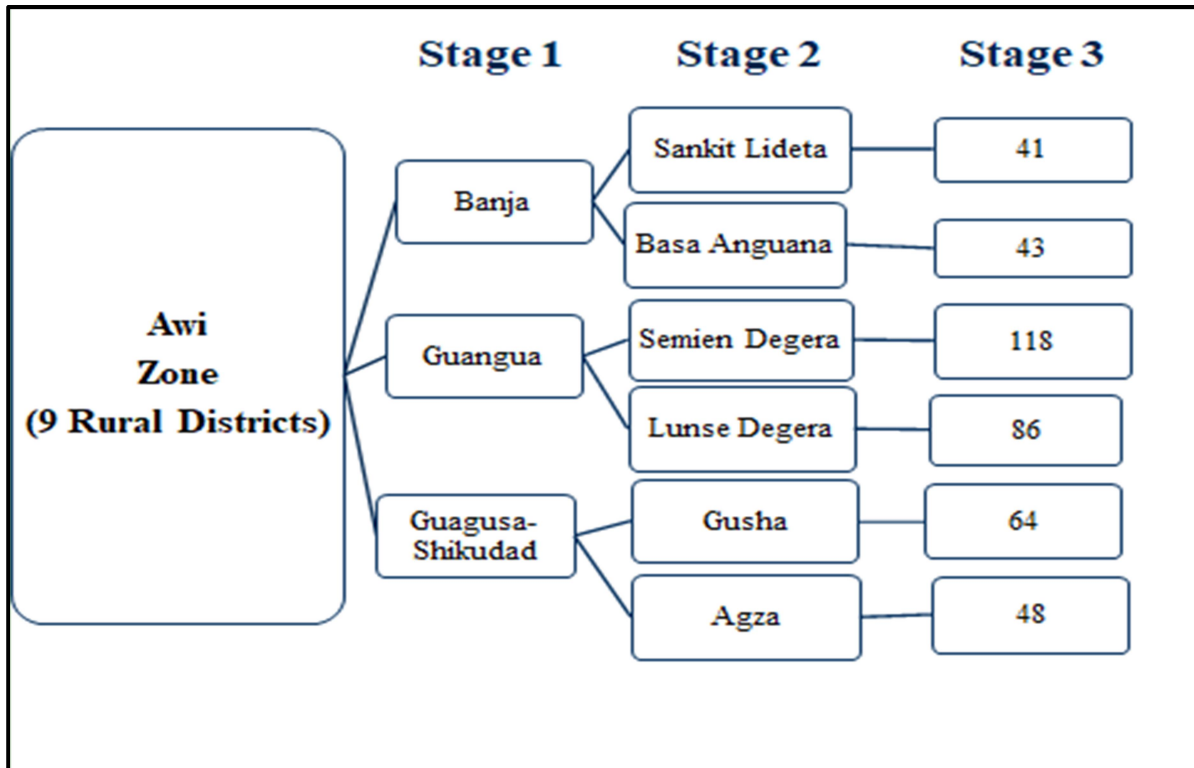 Stage 1
Stage 2
Stage 3
Awi
Zone
(9 Rural Districts)
Banja
Sankit Lideta
41
Basa Anguana
43
Guangua
Semien Degera
118
Lunse Degera
86
Guagusa-
Shikudad
Gusha
64
Agza
48